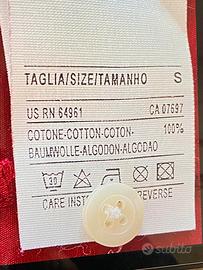 TAGLIA/SIZE/TAMANHO S
US RN 64961 CA 07697
COTONE-COTTON-COTON- 100%
BAUMWOLLE-ALGODON-ALGODAO
30
CARE INST REVERSE
subito